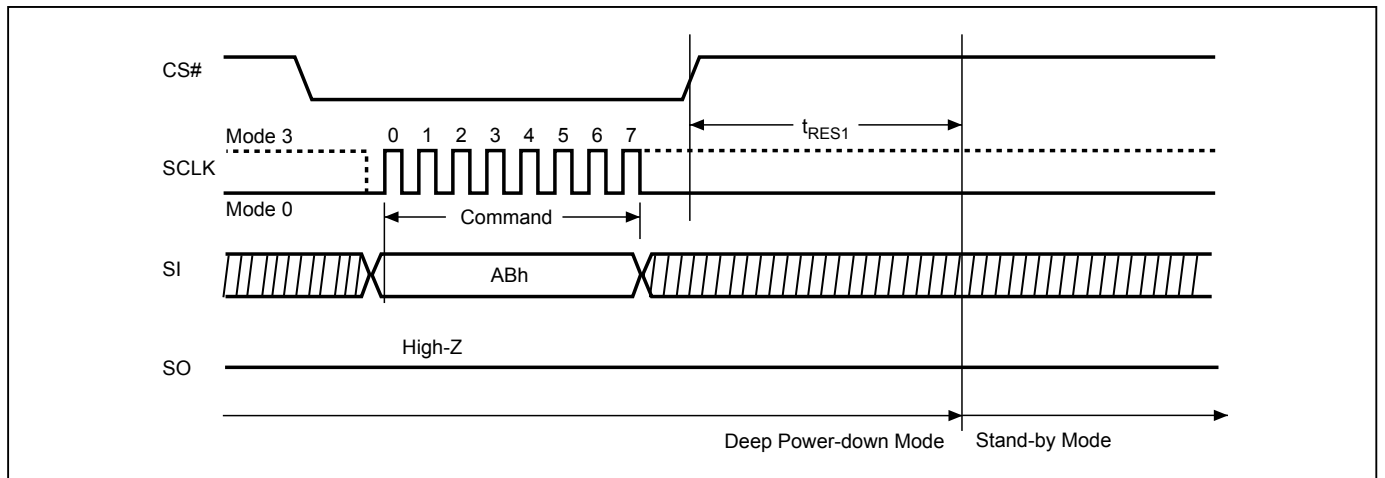 CS#
tRES1
Mode 3
0 1 2 3 4 5 6 7
SCLK
Mode 0
Command
SI
ABh
High-Z
SO
Deep Power-down Mode
Stand-by Mode